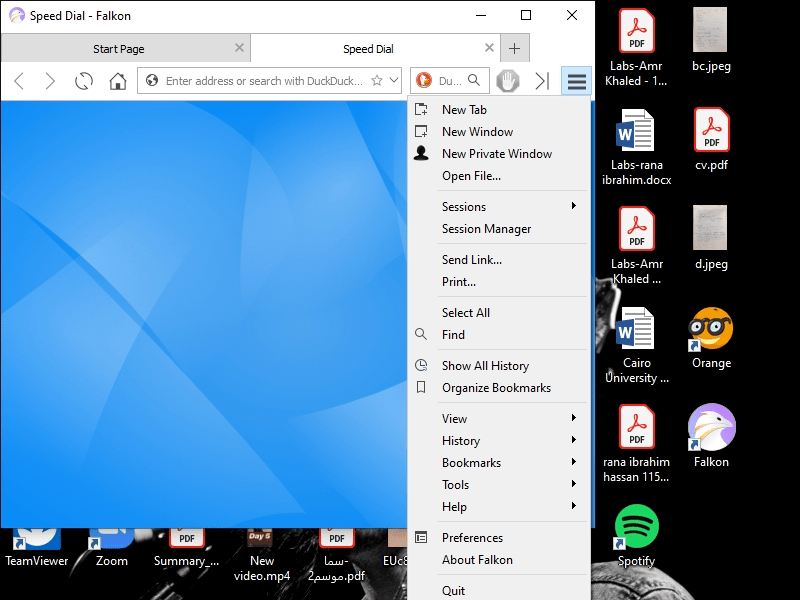 Speed Dial - Falkon
Start Page
Speed Dial
Enter address or search with DuckDuck...
Du...
New Tab
New Window
New Private Window
Open File...
Sessions
Session Manager
Send Link...
Print...
Select All
Find
Show All History
Organize Bookmarks
View
History
Bookmarks
Tools
Help
Preferences
About Falkon
Quit
PDF
Labs-Amr
Khaled - 1...
bc.jpeg
W
Labs-rana
ibrahim.docx
PDF
cv.pdf
PDF
Labs-Amr
Khaled ...
d.jpeg
W
Cairo
University ...
Orange
PDF
rana ibrahim
hassan 115...
Falkon
Spotify
TeamViewer
Zoom
PDF
Summary_...
Day 5
New
video.mp4
PDF
سما-
موسم2.pdf
EUc8